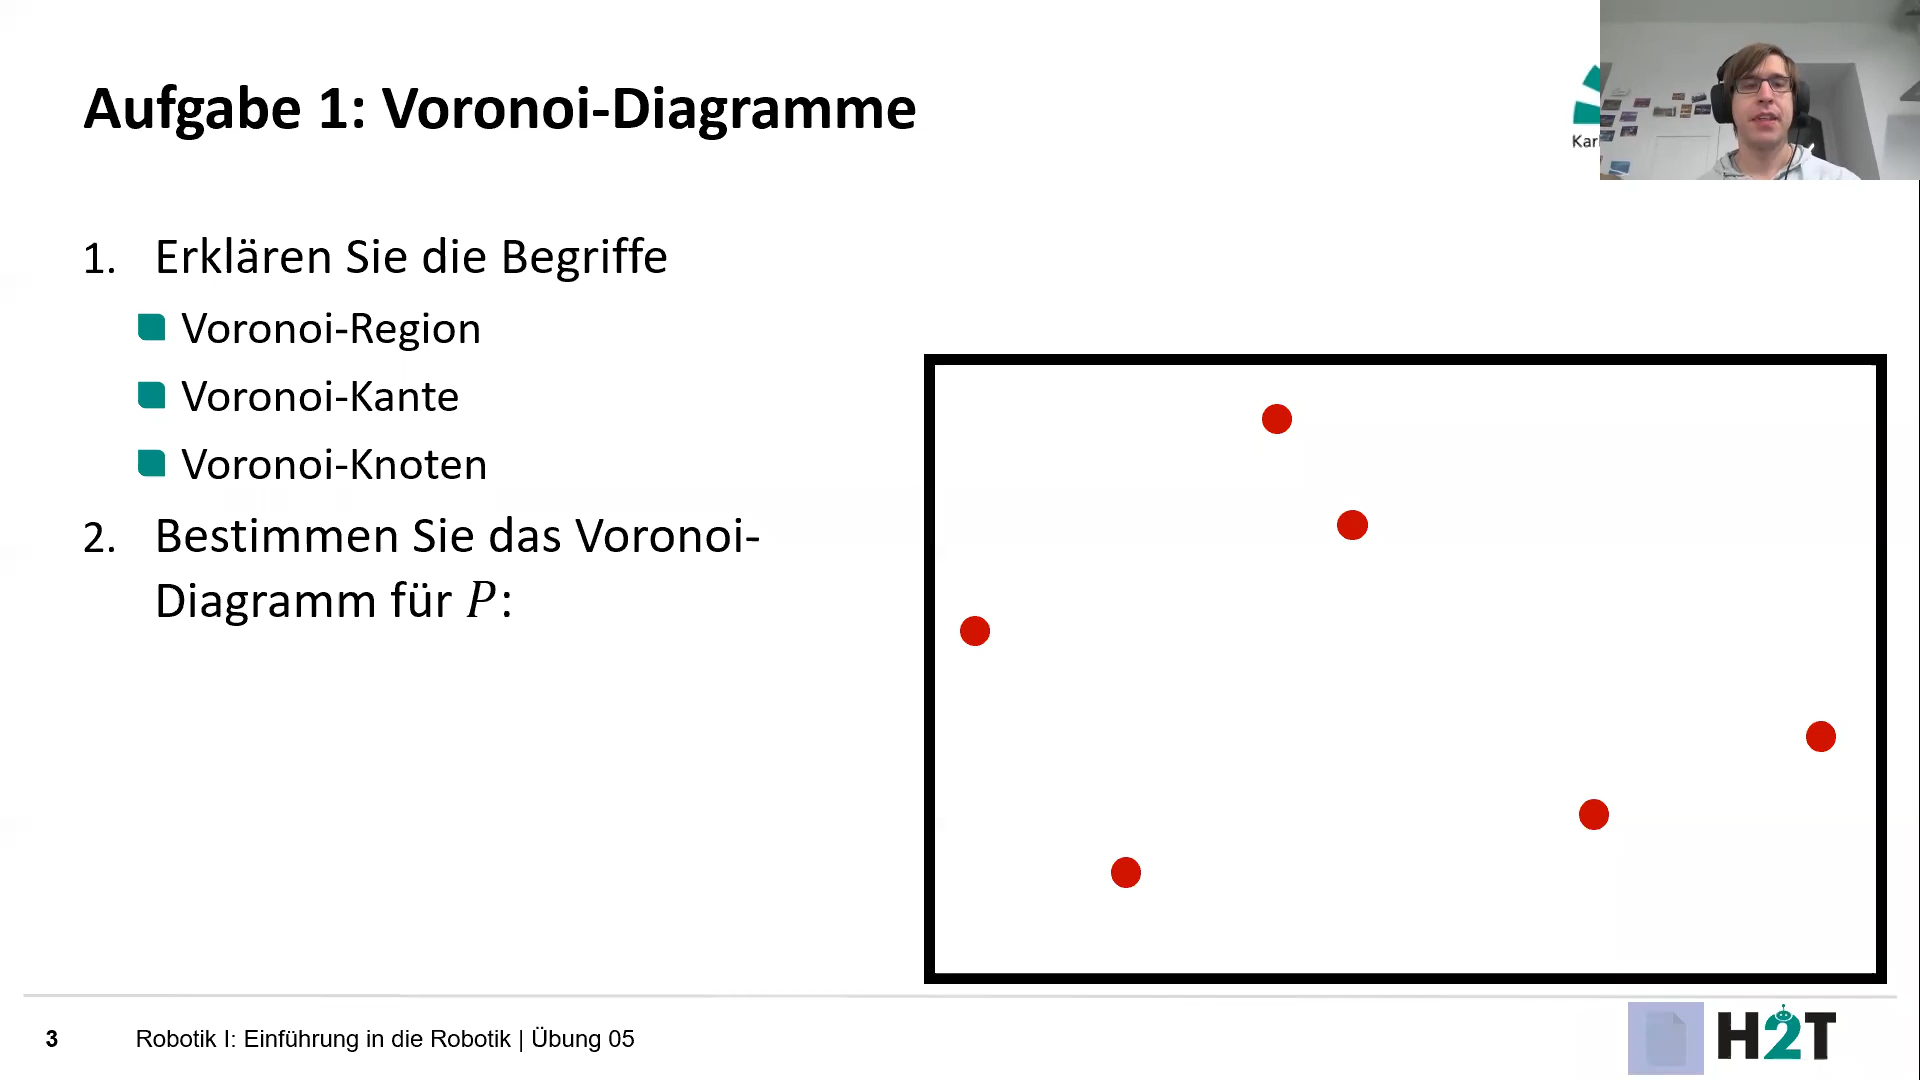 Aufgabe 1: Voronoi-Diagramme
Kar
1. Erklären Sie die Begriffe
Voronoi-Region
Voronoi-Kante
Voronoi-Knoten
2. Bestimmen Sie das Voronoi-
Diagramm für P:
3 Robotik I: Einführung in die Robotik | Übung 05
H2T